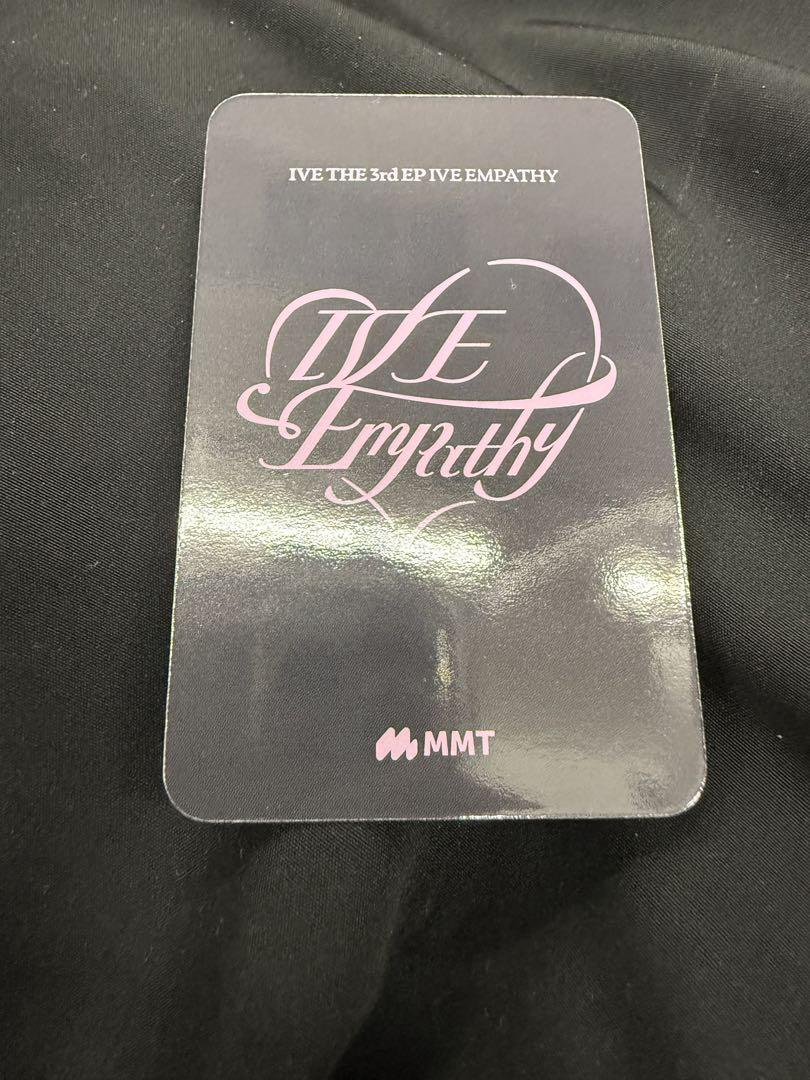 IVE THE 3rd EP IVE EMPATHY
IVE
Empathy
MMT